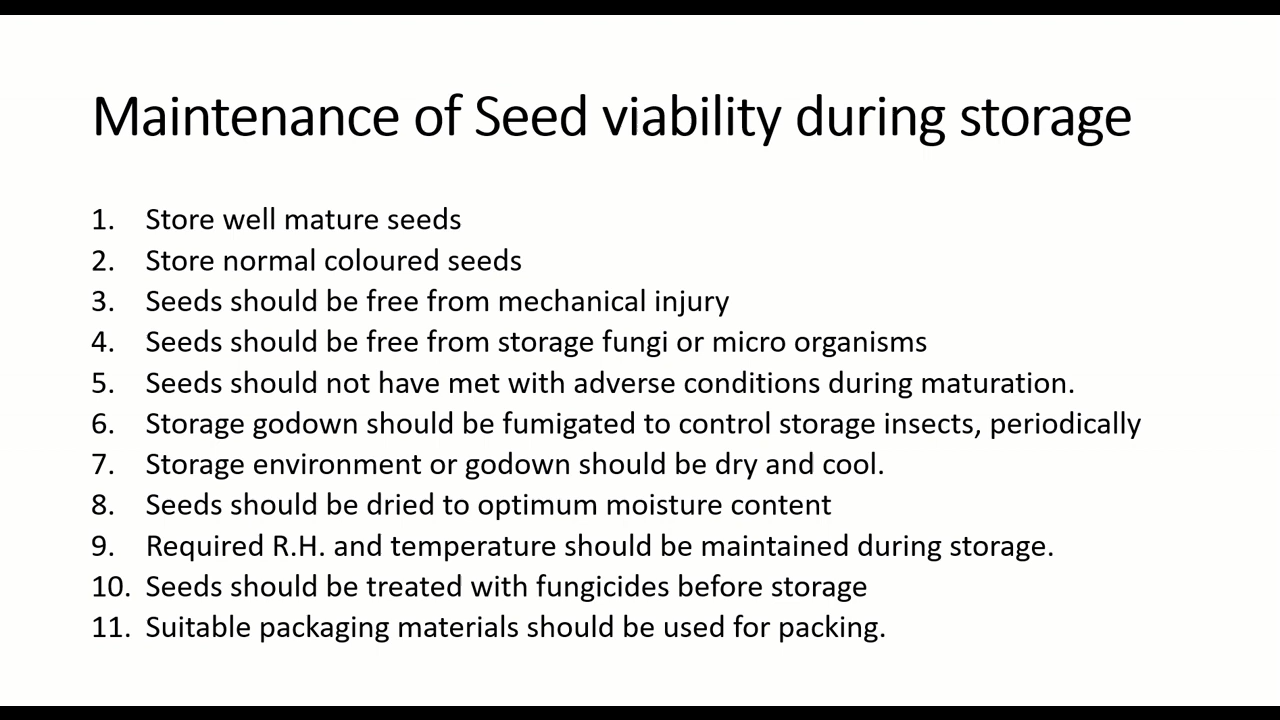 Maintenance of Seed viability during storage
1. Store well mature seeds
2. Store normal coloured seeds
3. Seeds should be free from mechanical injury
4. Seeds should be free from storage fungi or micro organisms
5. Seeds should not have met with adverse conditions during maturation.
6. Storage godown should be fumigated to control storage insects, periodically
7. Storage environment or godown should be dry and cool.
8. Seeds should be dried to optimum moisture content
9. Required R.H. and temperature should be maintained during storage.
10. Seeds should be treated with fungicides before storage
11. Suitable packaging materials should be used for packing.